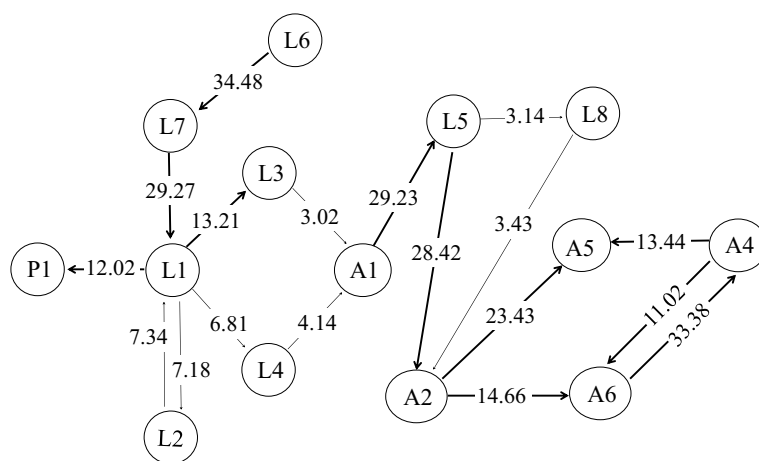 L6
34.48
L7
L5
3.14
L8
L3
29.27
29.23
13.21
3.02
3.43
28.42
A5
13.44
A4
P1
12.02
L1
A1
11.02
33.38
23.43
6.81
4.14
7.34
7.18
L4
A2
14.66
A6
L2